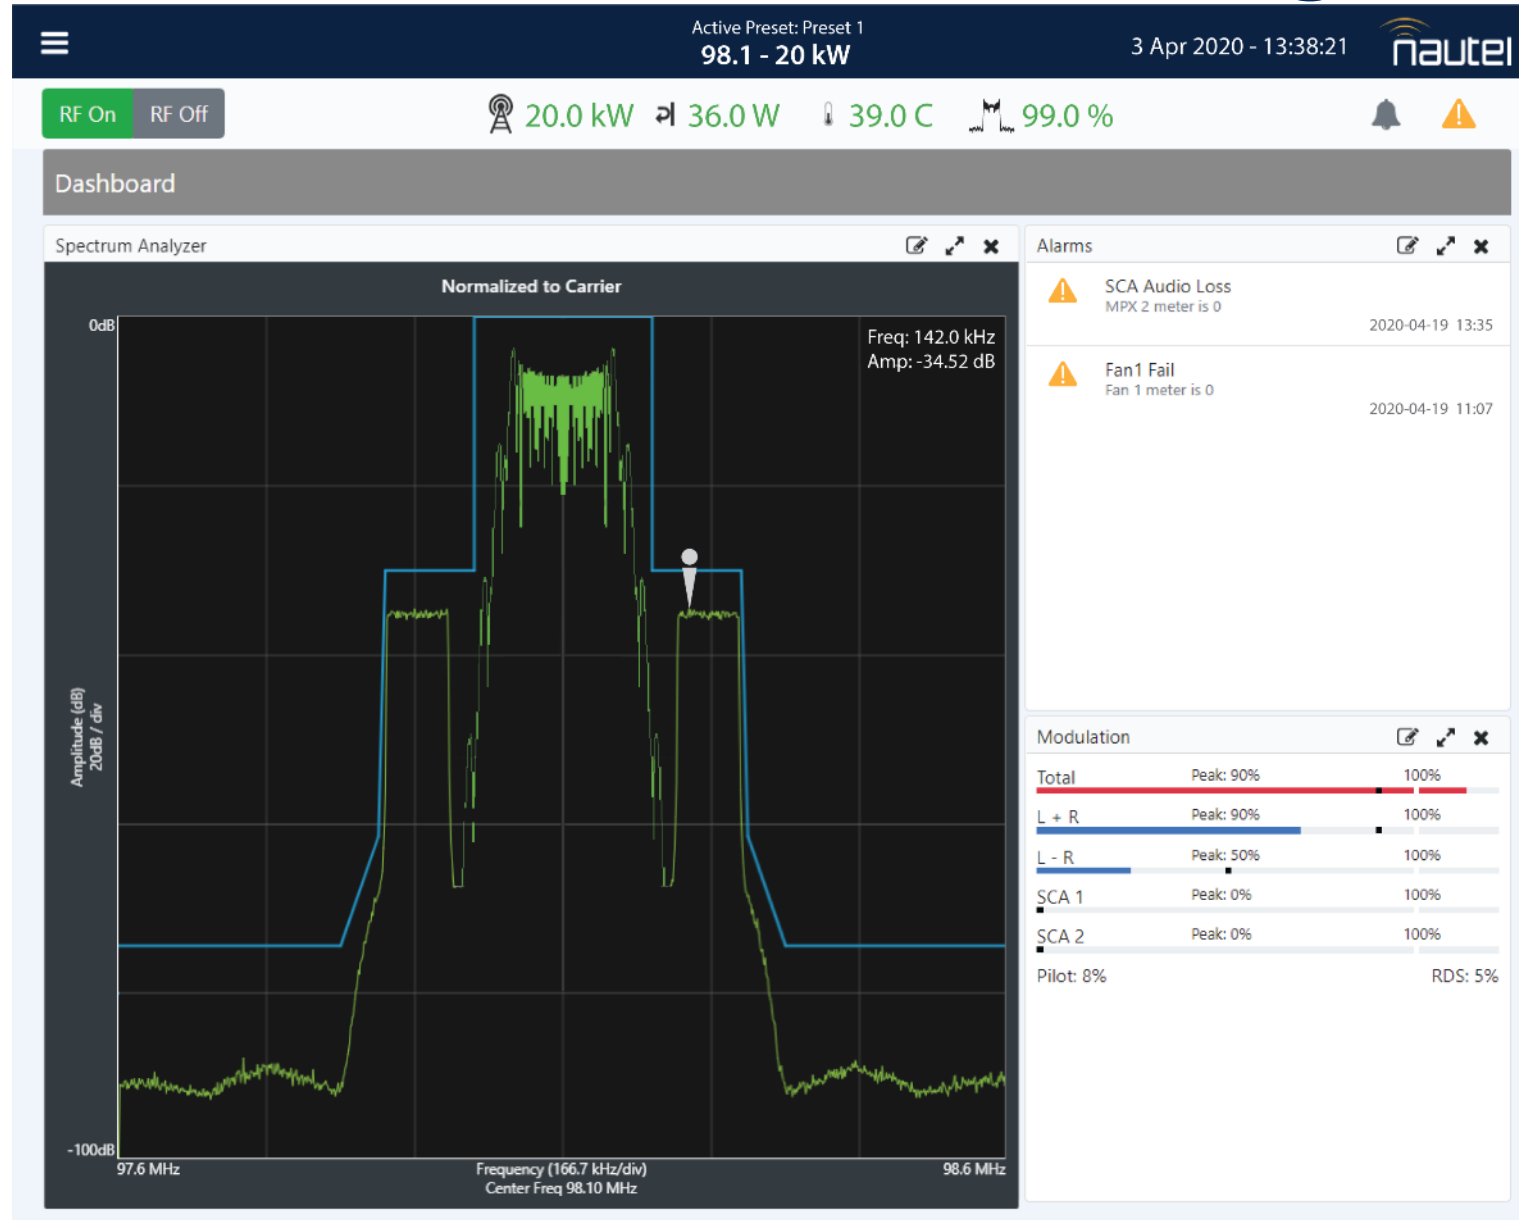 Active Preset: Preset 1
98.1 - 20 kW
3 Apr 2020 - 13:38:21
nautel
RF On
RF Off
20.0 kW
36.0 W
39.0 C
99.0 %
Dashboard
Spectrum Analyzer
Normalized to Carrier
0dB
Freq: 142.0 kHz
Amp: -34.52 dB
Amplitude (dB)
20dB / div
-100dB
97.6 MHz
Frequency (166.7 kHz/div)
98.6 MHz
Center Freq 98.10 MHz
Alarms
SCA Audio Loss
MPX 2 meter is 0
2020-04-19 13:35
Fan1 Fail
Fan 1 meter is 0
2020-04-19 11:07
Modulation
Total Peak: 90% 100%
L + R Peak: 90% 100%
L - R Peak: 50% 100%
SCA 1 Peak: 0% 100%
SCA 2 Peak: 0% 100%
Pilot: 8% RDS: 5%